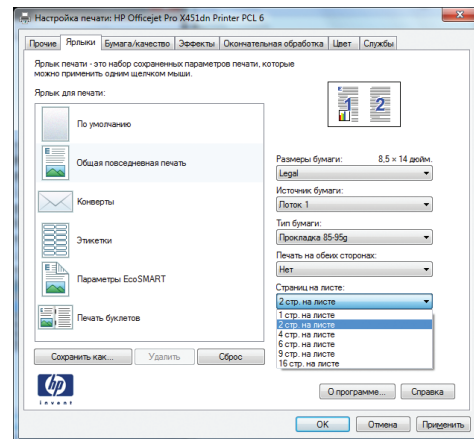 Настройка печати: HP Officejet Pro X451dn Printer PCL 6
Прочие Ярлыки Бумага/качество Эффекты Окончательная обработка Цвет Службы
Ярлык печати - это набор сохраненных параметров печати, которые
можно применить одним щелчком мыши.
Ярлык для печати:
По умолчанию
Общая повседневная печать
Конверты
Этикетки
Параметры EcoSMART
Печать буклетов
Сохранить как... Удалить Сброс
1 2
Размеры бумаги: 8,5 × 14 дюйм.
Legal
Источник бумаги:
Лоток 1
Тип бумаги:
Прокладка 85-95g
Печать на обеих сторонах:
Нет
Страниц на листе:
2 стр. на листе
1 стр. на листе
2 стр. на листе
4 стр. на листе
6 стр. на листе
9 стр. на листе
16 стр. на листе
hp
invent
О программе... Справка
OK Отмена Применить